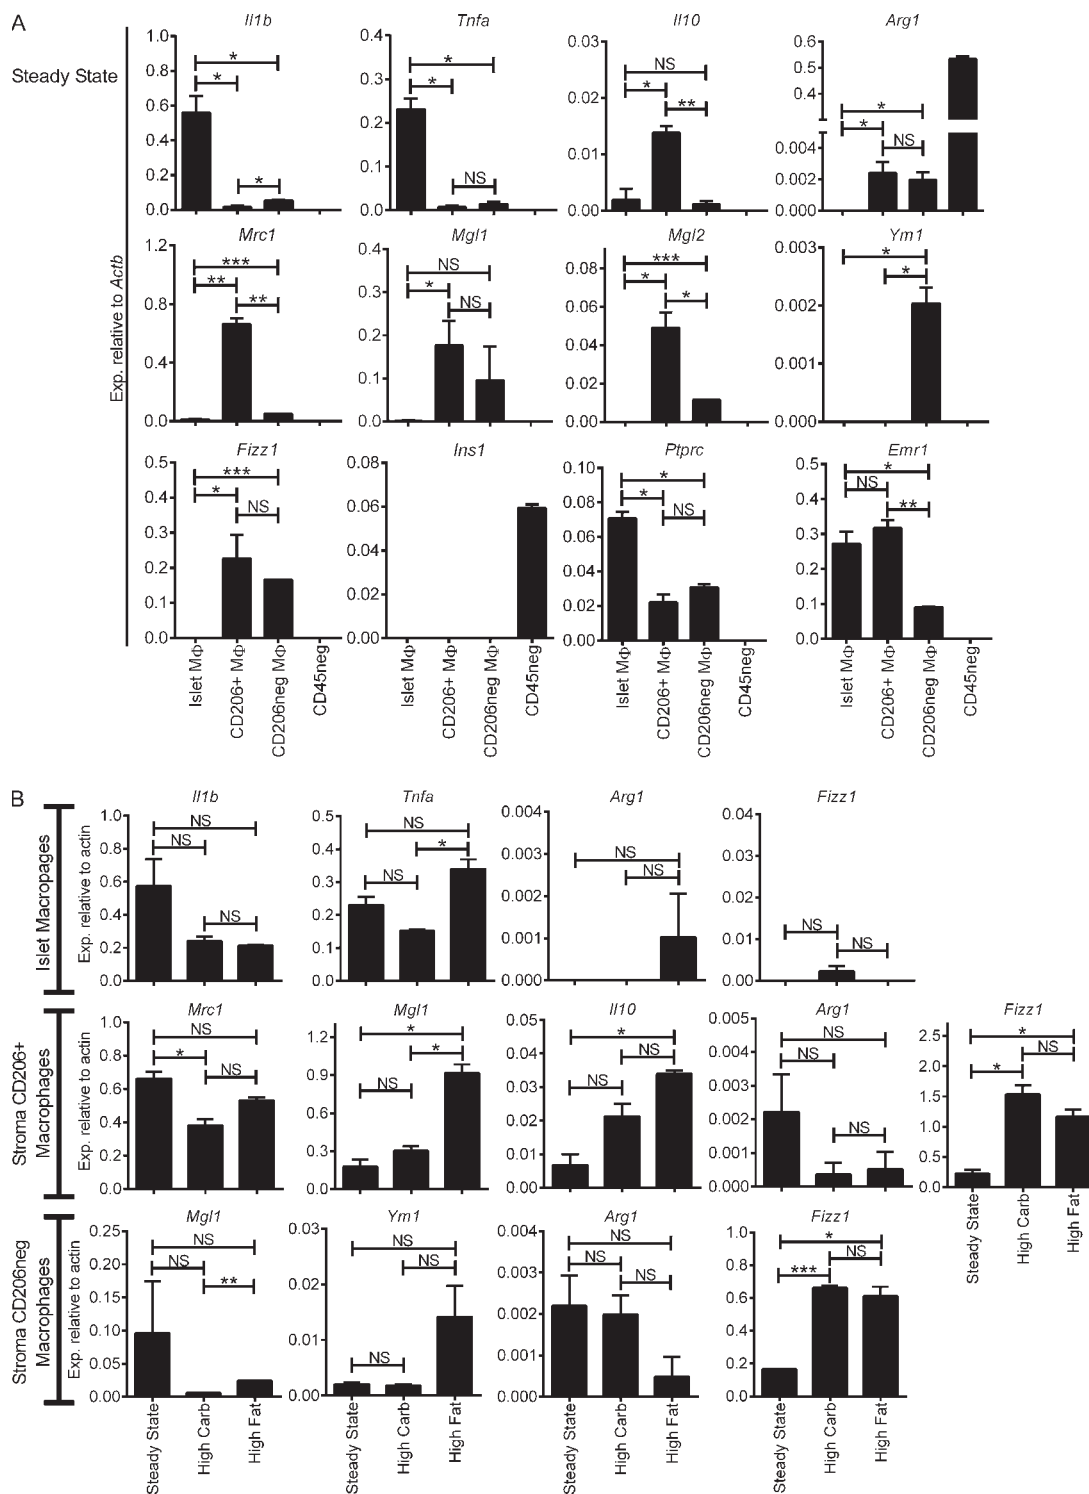 A
Steady State
Exp. relative to Actb
Il1b
1.0
0.8
0.6
0.4
0.2
0.0
*
*
*
Tnfa
0.4
0.3
0.2
0.1
0.0
*
*
NS
Il10
0.03
0.02
0.01
0.00
NS
*
**
Arg1
0.6
0.5
0.4
0.004
0.002
0.000
*
*
NS
Mrc1
1.2
0.8
0.4
0.0
***
**
**
Mgl1
0.4
0.3
0.2
0.1
0.0
NS
*
NS
Mgl2
0.08
0.06
0.04
0.02
0.00
***
*
*
Ym1
0.003
0.002
0.001
0.000
*
*
Fizz1
0.5
0.4
0.3
0.2
0.1
0.0
***
*
NS
Ins1
0.08
0.06
0.04
0.02
0.00
Ptprc
0.10
0.08
0.06
0.04
0.02
0.00
*
*
NS
Emr1
0.5
0.4
0.3
0.2
0.1
0.0
*
NS
**
Islet MΦ
CD206+ MΦ
CD206neg MΦ
CD45neg
Islet MΦ
CD206+ MΦ
CD206neg MΦ
CD45neg
Islet MΦ
CD206+ MΦ
CD206neg MΦ
CD45neg
Islet MΦ
CD206+ MΦ
CD206neg MΦ
CD45neg
B
Islet Macropages
Exp. relative to actin
Il1b
1.0
0.8
0.6
0.4
0.2
0.0
NS
NS
NS
Tnfa
0.5
0.4
0.3
0.2
0.1
0.0
NS
*
NS
Arg1
0.004
0.003
0.002
0.001
0.000
NS
NS
Fizz1
0.04
0.03
0.02
0.01
0.00
NS
NS
Stroma CD206+
Macrophages
Exp. relative to actin
Mrc1
1.0
0.8
0.6
0.4
0.2
0.0
NS
*
NS
Mgl1
1.2
0.9
0.6
0.3
0.0
*
*
NS
Il10
0.05
0.04
0.03
0.02
0.01
0.00
*
NS
NS
Arg1
0.005
0.004
0.003
0.002
0.001
0.000
NS
NS
NS
Fizz1
2.5
2.0
1.5
1.0
0.5
0.0
*
NS
*
Steady State
High Carb
High Fat
Stroma CD206neg
Macrophages
Exp. relative to actin
Mgl1
0.25
0.20
0.15
0.10
0.05
0.00
NS
NS
**
Ym1
0.03
0.02
0.01
0.00
NS
NS
NS
Arg1
0.004
0.003
0.002
0.001
0.000
NS
NS
NS
Fizz1
1.0
0.8
0.6
0.4
0.2
0.0
*
NS
***
Steady State
High Carb
High Fat
Steady State
High Carb
High Fat
Steady State
High Carb
High Fat
Steady State
High Carb
High Fat